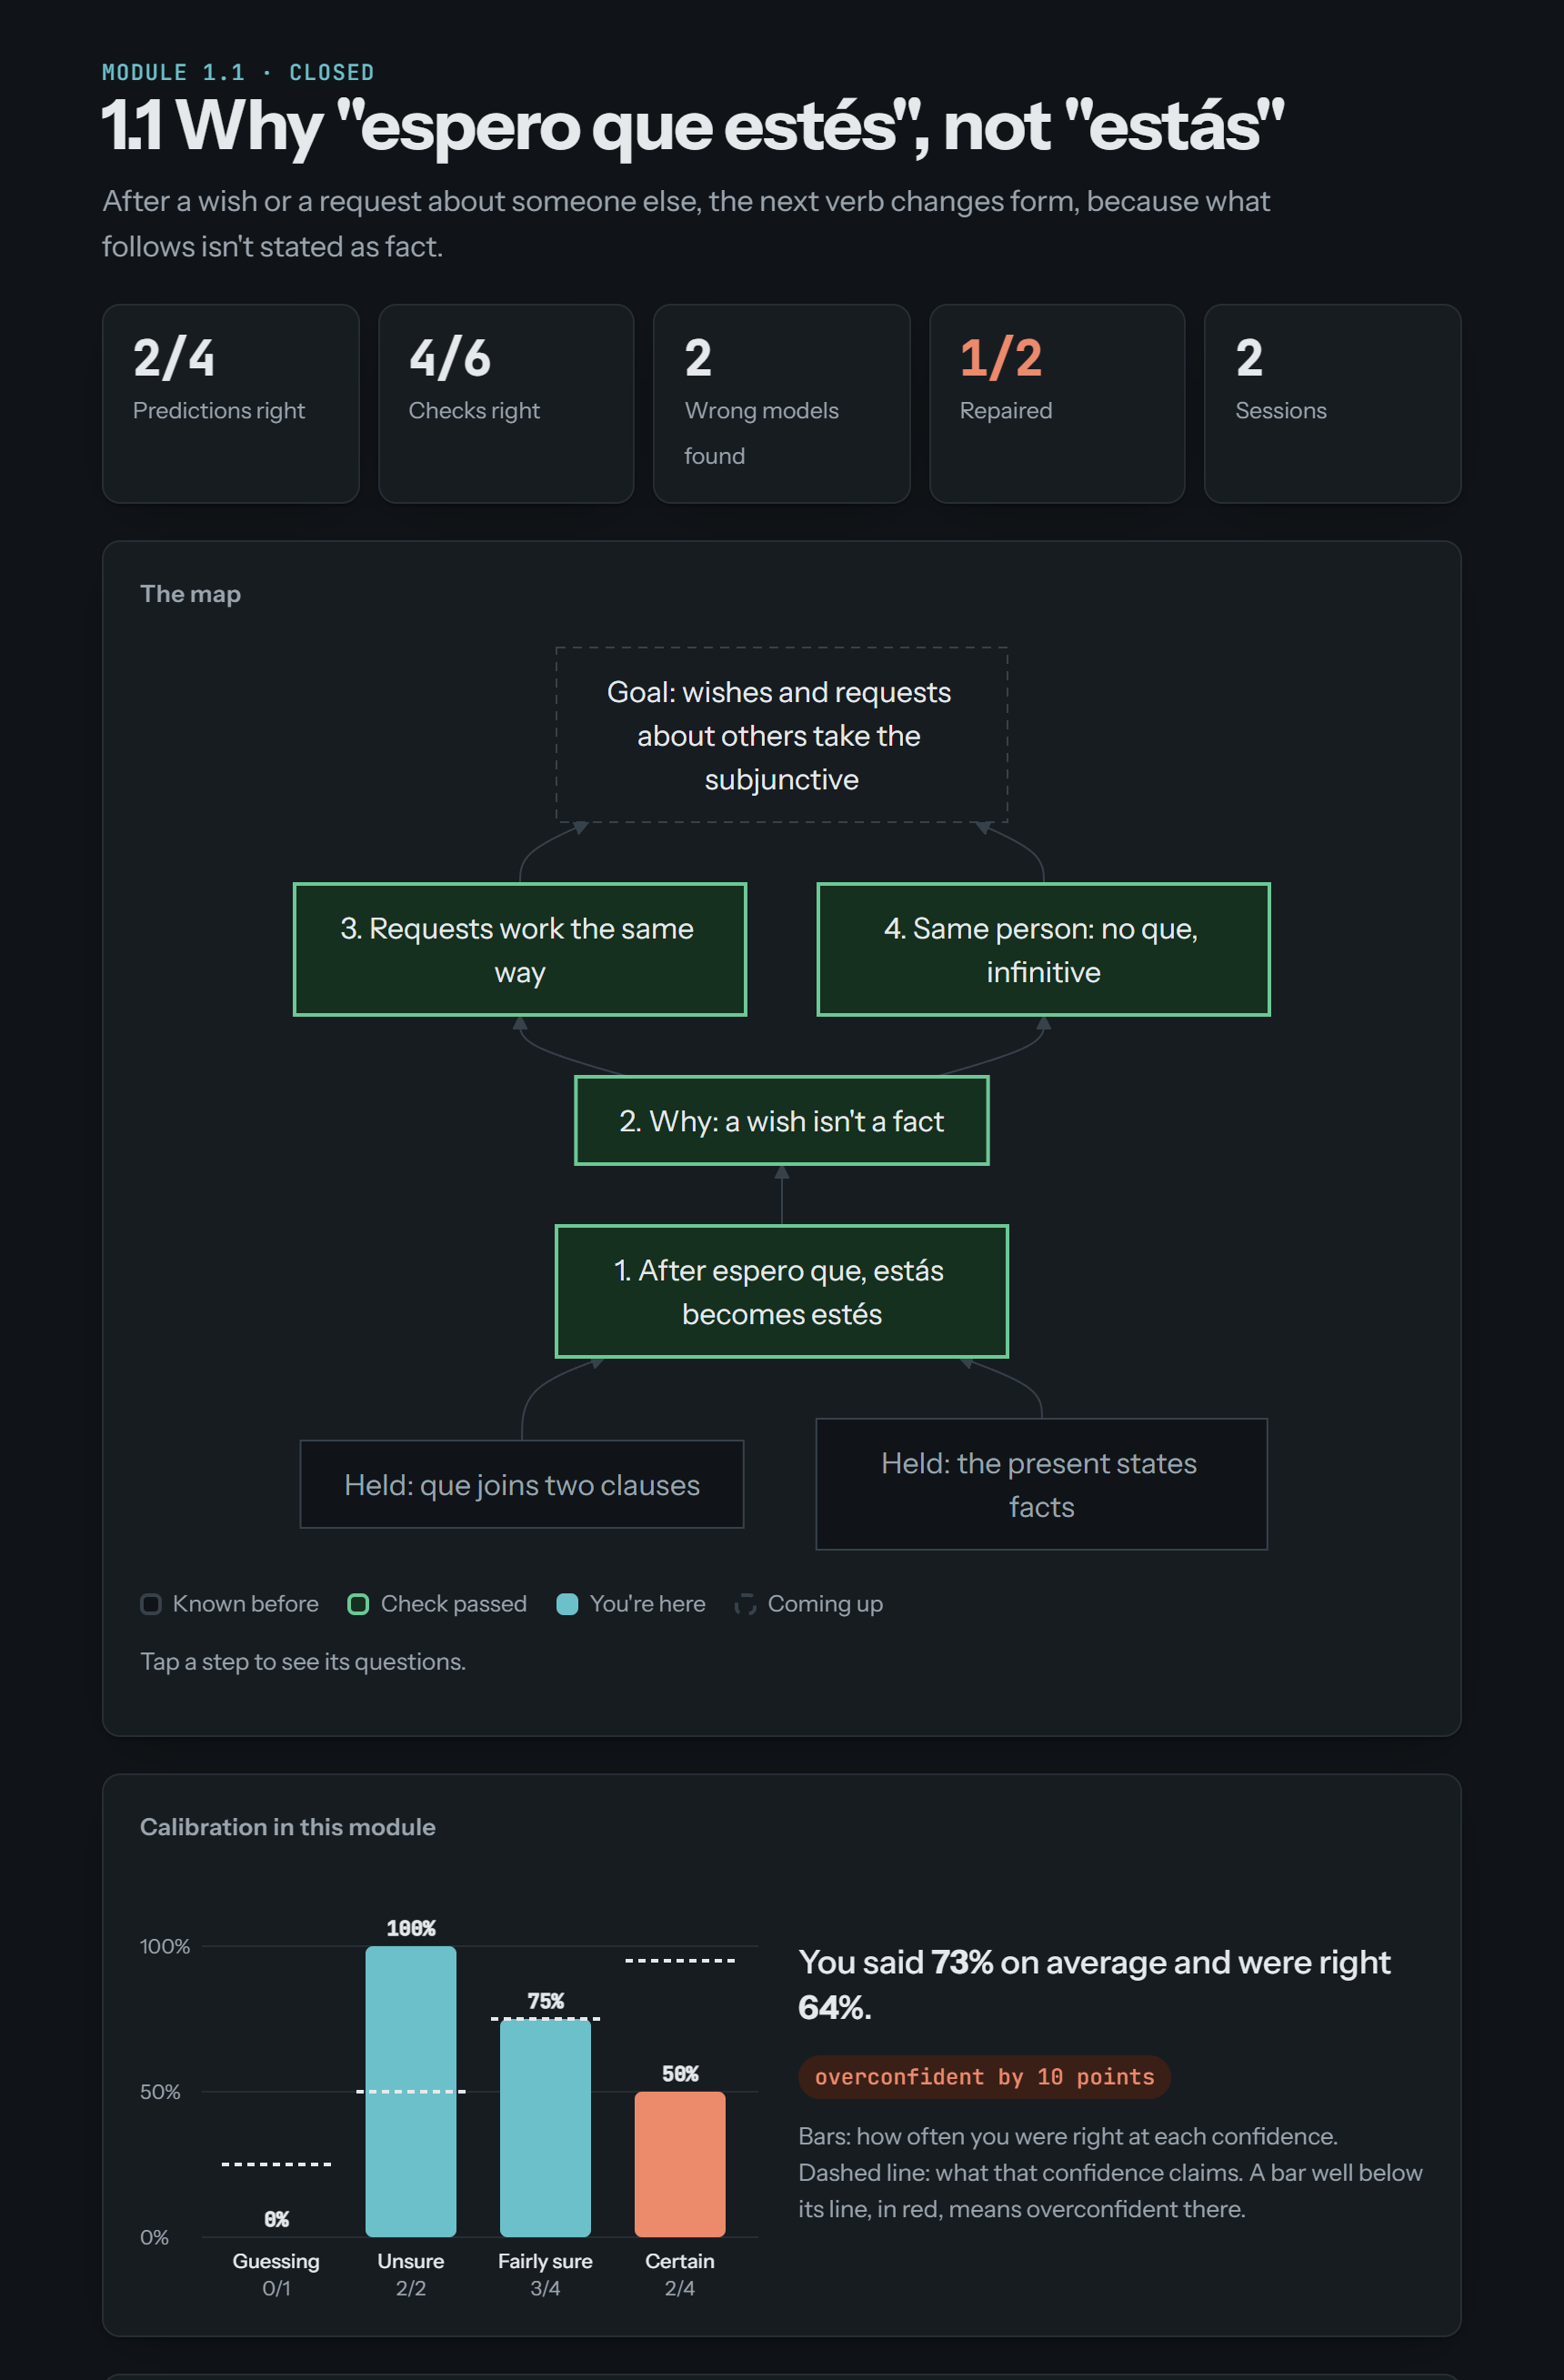 MODULE 1.1 · CLOSED
1.1 Why "espero que estés", not "estás"
After a wish or a request about someone else, the next verb changes form, because what
follows isn't stated as fact.
2/4
Predictions right
4/6
Checks right
2
Wrong models
found
1/2
Repaired
2
Sessions
The map
Goal: wishes and requests
about others take the
subjunctive
3. Requests work the same
way
4. Same person: no que,
infinitive
2. Why: a wish isn't a fact
1. After espero que, estás
becomes estés
Held: que joins two clauses
Held: the present states
facts
Known before
Check passed
You're here
Coming up
Tap a step to see its questions.
Calibration in this module
100%
50%
0%
0%
100%
75%
50%
Guessing
0/1
Unsure
2/2
Fairly sure
3/4
Certain
2/4
You said 73% on average and were right
64%.
overconfident by 10 points
Bars: how often you were right at each confidence.
Dashed line: what that confidence claims. A bar well below
its line, in red, means overconfident there.